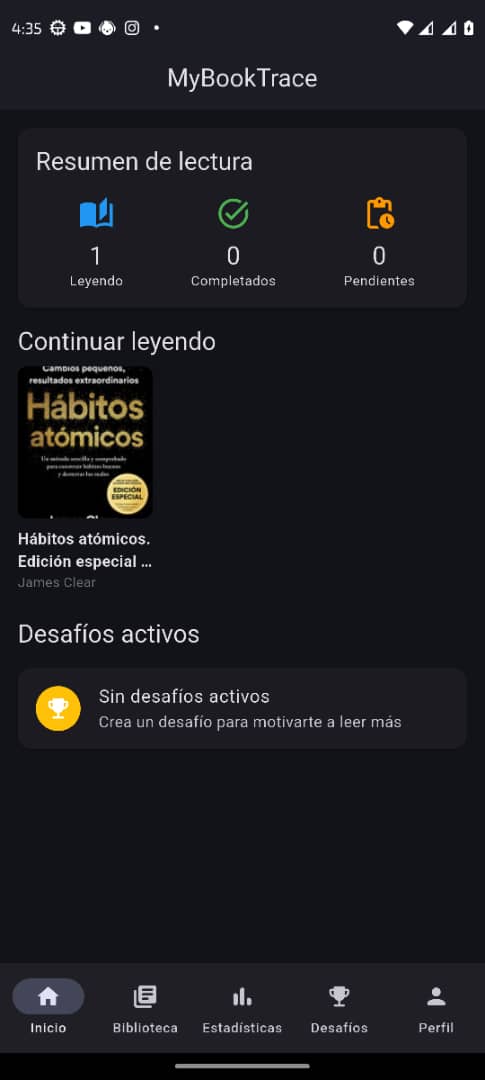 4:35
MyBookTrace
Resumen de lectura
1
0
0
Leyendo
Completados
Pendientes
Continuar leyendo
Cambios pequeños,
resultados extraordinarios
Hábitos
atómicos
Un método sencillo y comprobado
para construir hábitos buenos
y desterrar los malos
EDICIÓN
ESPECIAL
Hábitos atómicos.
Edición especial ...
James Clear
Desafíos activos
Sin desafíos activos
Crea un desafío para motivarte a leer más
Inicio
Biblioteca
Estadísticas
Desafíos
Perfil